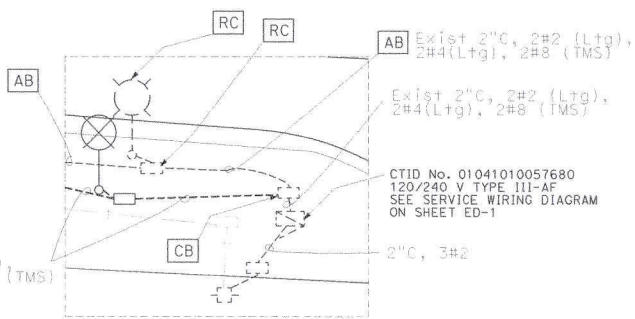 RC
RC
AB Exist 2"C, 2#2 (Ltg),
2#4(Ltg), 2#8 (TMS)
AB
Exist 2"C, 2#2 (Ltg),
2#4(Ltg), 2#8 (TMS)
CTID No. 01041010057680
120/240 V TYPE III-AF
SEE SERVICE WIRING DIAGRAM
ON SHEET ED-1
CB
2"C, 3#2
(TMS)